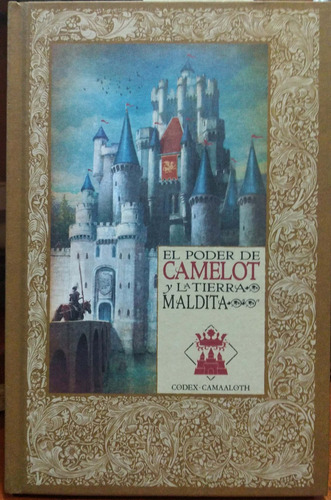 EL PODER DE
CAMELOT
Y LA TIERRA
MALDITA
CODEX-CAMAALOTH